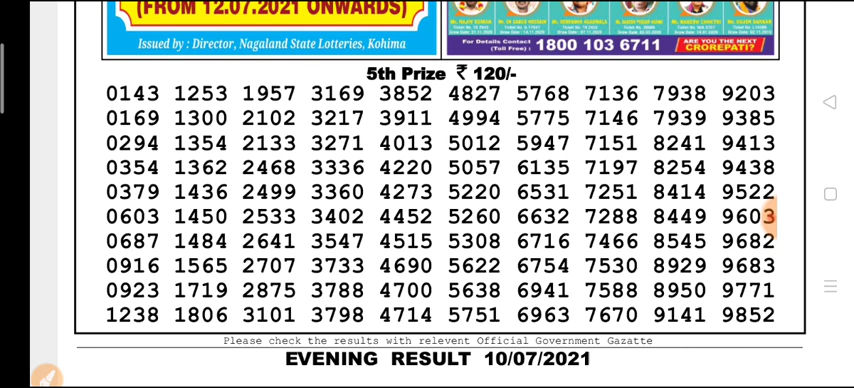 (FROM 12.07.2021 ONWARDS)
Issued by : Director, Nagaland State Lotteries, Kohima
For Details Contact (Toll Free) : 1800 103 6711
ARE YOU THE NEXT CROREPATI?
5th Prize ₹ 120/-
0143 1253 1957 3169 3852 4827 5768 7136 7938 9203
0169 1300 2102 3217 3911 4994 5775 7146 7939 9385
0294 1354 2133 3271 4013 5012 5947 7151 8241 9413
0354 1362 2468 3336 4220 5057 6135 7197 8254 9438
0379 1436 2499 3360 4273 5220 6531 7251 8414 9522
0603 1450 2533 3402 4452 5260 6632 7288 8449 9603
0687 1484 2641 3547 4515 5308 6716 7466 8545 9682
0916 1565 2707 3733 4690 5622 6754 7530 8929 9683
0923 1719 2875 3788 4700 5638 6941 7588 8950 9771
1238 1806 3101 3798 4714 5751 6963 7670 9141 9852
Please check the results with relevent Official Government Gazatte
EVENING RESULT 10/07/2021